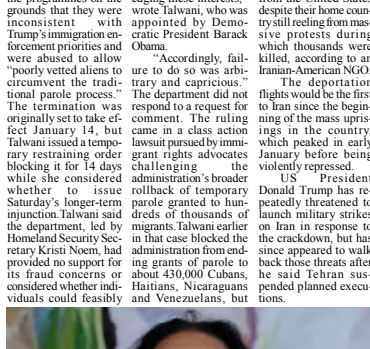 grounds that they were
inconsistent with
Trump's immigration en-
forcement priorities and
were abused to allow
"poorly vetted aliens to
circumvent the tradi-
tional parole process."
The termination was
originally set to take ef-
fect January 14, but
Talwani issued a tempo-
rary restraining order
blocking it for 14 days
while she considered
whether to issue
Saturday's longer-term
injunction.Talwani said
the department, led by
Homeland Security Sec-
retary Kristi Noem, had
provided no support for
its fraud concerns or
considered whether indi-
viduals could feasibly
wrote Talwani, who was
appointed by Demo-
cratic President Barack
Obama.
"Accordingly, fail-
ure to do so was arbi-
trary and capricious."
The department did not
respond to a request for
comment. The ruling
came in a class action
lawsuit pursued by immi-
grant rights advocates
challenging the
administration's broader
rollback of temporary
parole granted to hun-
dreds of thousands of
migrants.Talwani earlier
in that case blocked the
administration from end-
ing grants of parole to
about 430,000 Cubans,
Haitians, Nicaraguans
and Venezuelans, but
despite their home coun-
try still reeling from mas-
sive protests during
which thousands were
killed, according to an
Iranian-American NGO.
The deportation
flights would be the first
to Iran since the begin-
ning of the mass upris-
ings in the country,
which peaked in early
January before being
violently repressed.
US President
Donald Trump has re-
peatedly threatened to
launch military strikes
on Iran in response to
the crackdown, but has
since appeared to walk
back those threats after
he said Tehran sus-
pended planned execu-
tions.